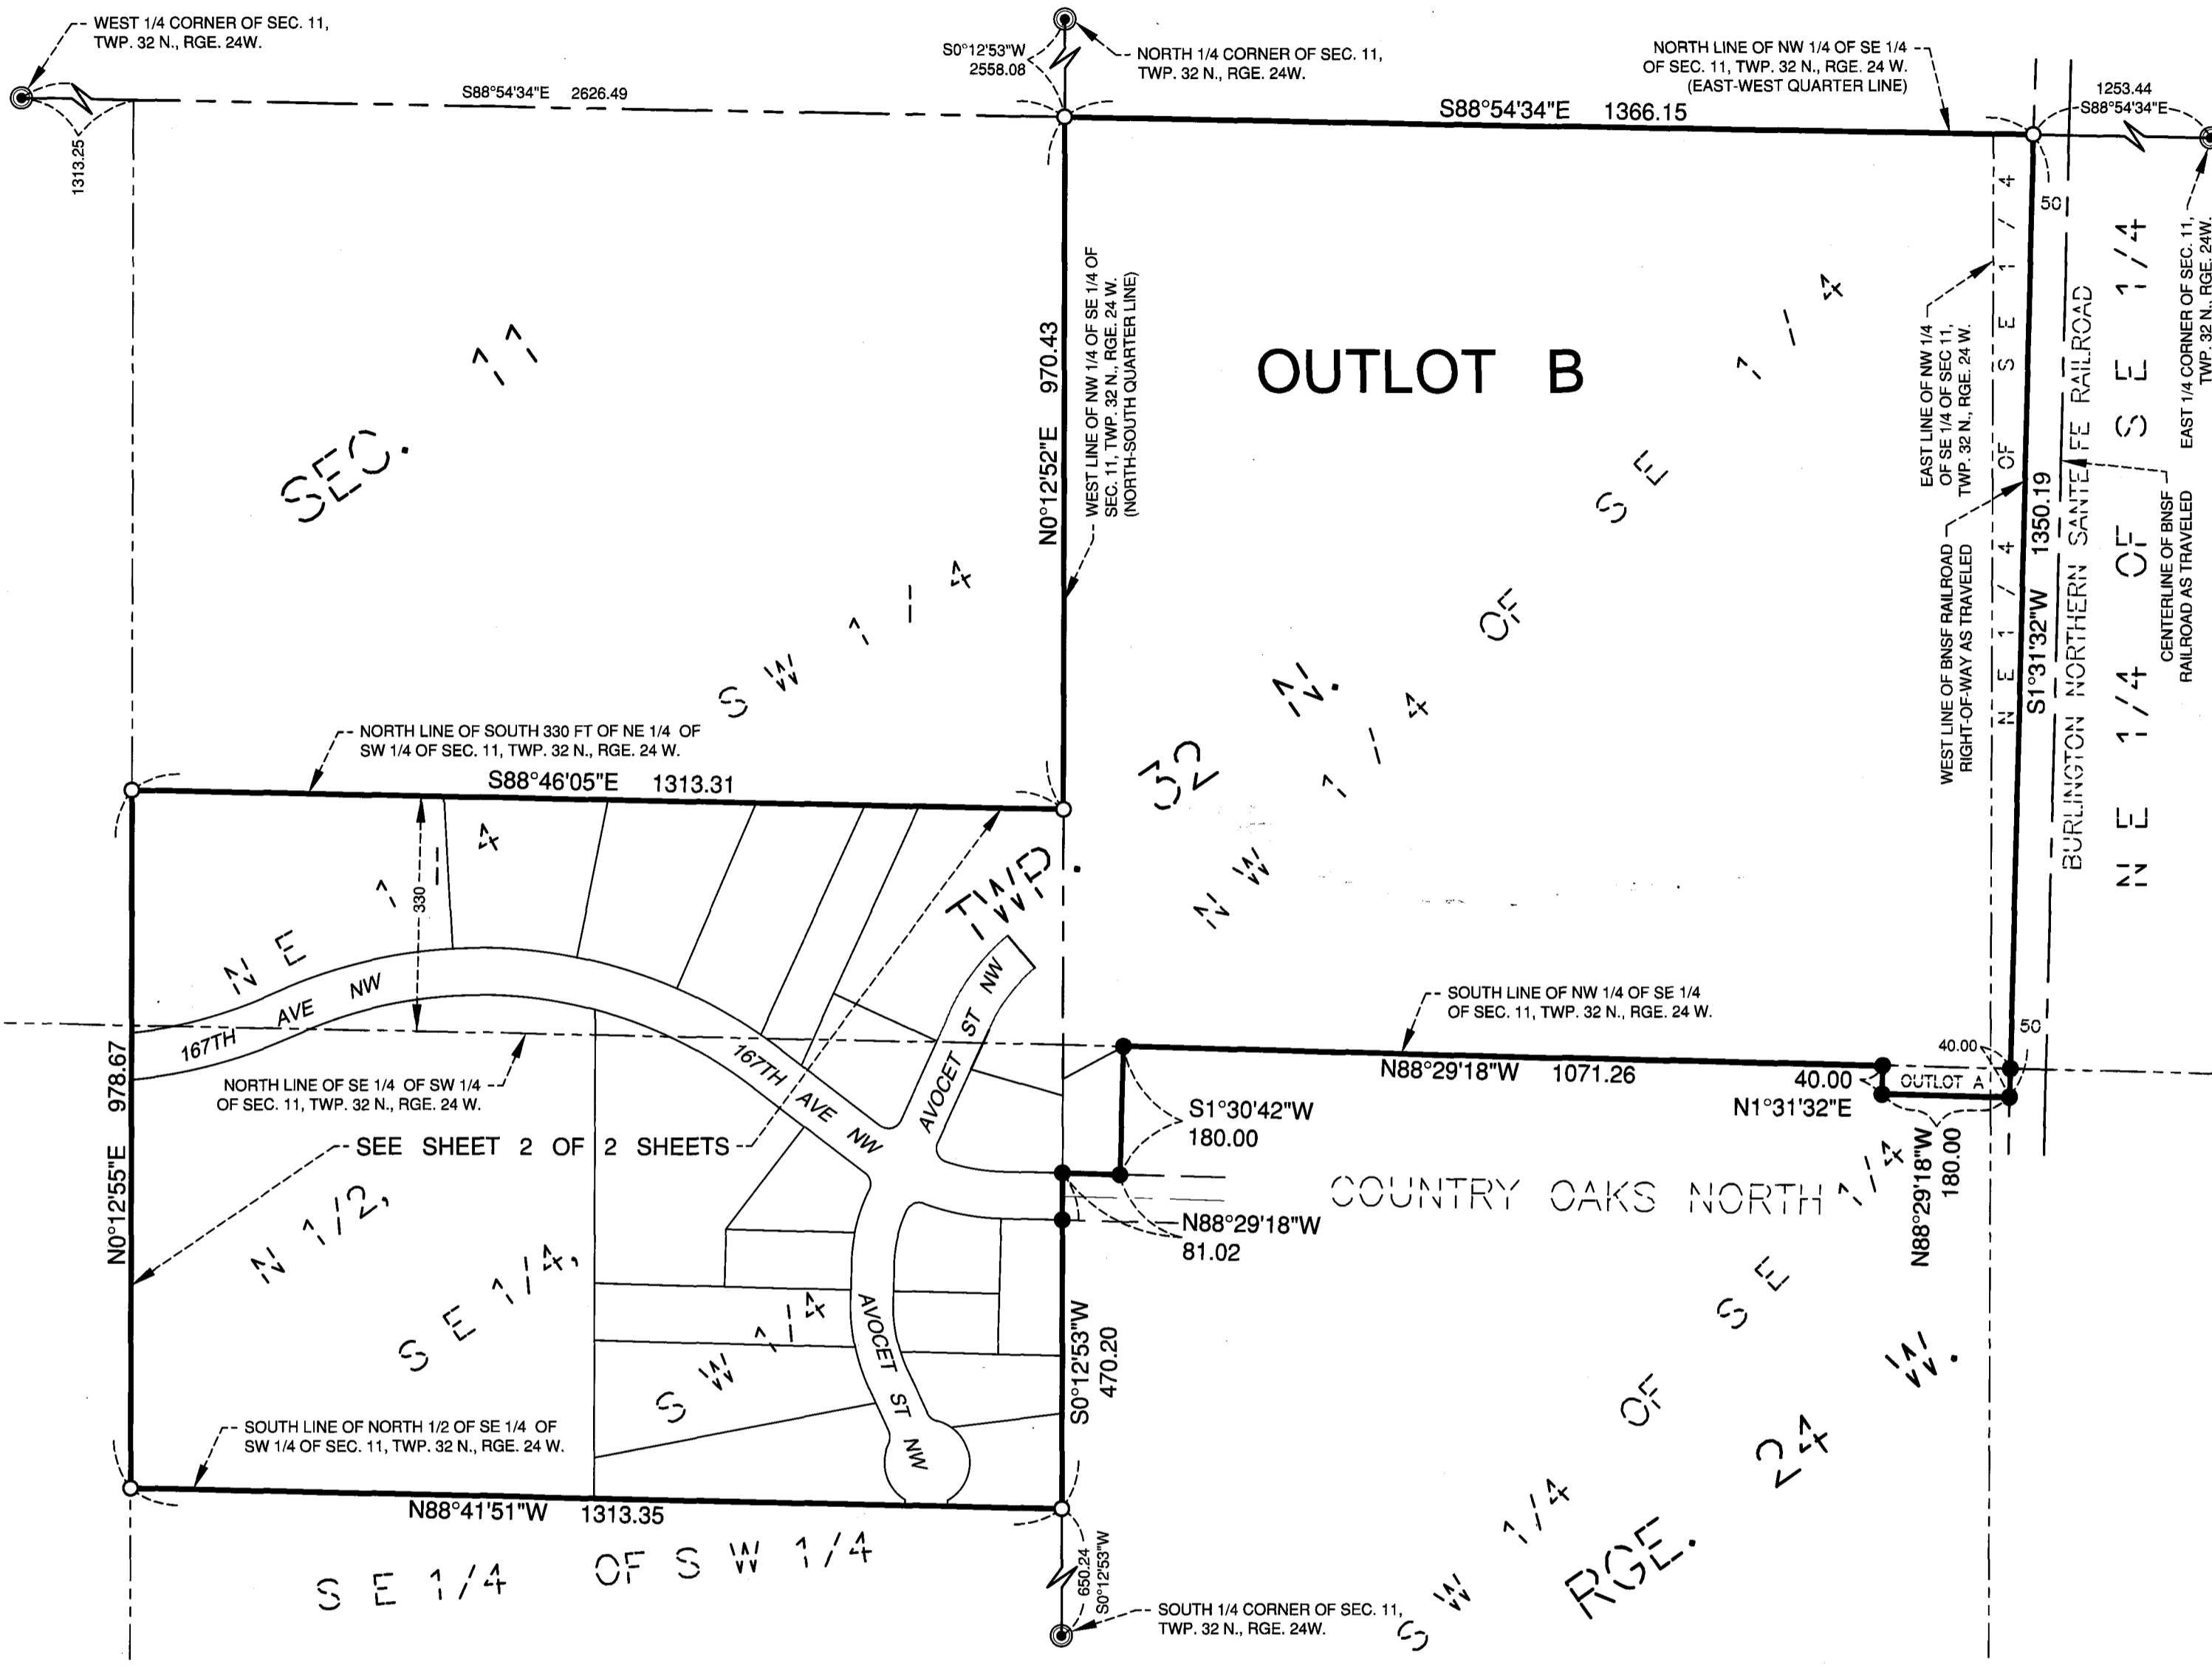 WEST 1/4 CORNER OF SEC. 11,
TWP. 32 N., RGE. 24W.
1313.25
S88°54'34"E 2626.49
S0°12'53"W
2558.08
NORTH 1/4 CORNER OF SEC. 11,
TWP. 32 N., RGE. 24W.
NORTH LINE OF NW 1/4 OF SE 1/4
OF SEC. 11, TWP. 32 N., RGE. 24 W.
(EAST-WEST QUARTER LINE)
S88°54'34"E 1366.15
1253.44
S88°54'34"E
50
EAST 1/4 CORNER OF SEC. 11,
TWP. 32 N., RGE. 24W.
SEC. 11
NE 1/4 SW 1/4
N0°12'52"E 970.43
WEST LINE OF NW 1/4 OF SE 1/4 OF
SEC. 11, TWP. 32 N., RGE. 24 W.
(NORTH-SOUTH QUARTER LINE)
OUTLOT B
NW 1/4 OF SE 1/4
TWP. 32 N.
EAST LINE OF NW 1/4
OF SE 1/4 OF SEC 11,
TWP. 32 N., RGE. 24 W.
NE 1/4 OF SE 1/4
WEST LINE OF BNSF RAILROAD
RIGHT-OF-WAY AS TRAVELED
S1°31'32"W 1350.19
BURLINGTON NORTHERN SANTE FE RAILROAD
NE 1/4 OF SE 1/4
CENTERLINE OF BNSF
RAILROAD AS TRAVELED
NORTH LINE OF SOUTH 330 FT OF NE 1/4 OF
SW 1/4 OF SEC. 11, TWP. 32 N., RGE. 24 W.
S88°46'05"E 1313.31
330
167TH AVE NW
167TH AVE NW
AVOCET ST NW
NORTH LINE OF SE 1/4 OF SW 1/4
OF SEC. 11, TWP. 32 N., RGE. 24 W.
SEE SHEET 2 OF 2 SHEETS
N0°12'55"E 978.67
N 1/2, SE 1/4, SW 1/4
SOUTH LINE OF NW 1/4 OF SE 1/4
OF SEC. 11, TWP. 32 N., RGE. 24 W.
N88°29'18"W 1071.26
S1°30'42"W
180.00
50
40.00
40.00
OUTLOT A
N1°31'32"E
N88°29'18"W
180.00
COUNTRY OAKS NORTH
N88°29'18"W
81.02
S0°12'53"W
470.20
AVOCET ST NW
SW 1/4 OF SE 1/4
RGE. 24 W.
SOUTH LINE OF NORTH 1/2 OF SE 1/4 OF
SW 1/4 OF SEC. 11, TWP. 32 N., RGE. 24 W.
N88°41'51"W 1313.35
SE 1/4 OF SW 1/4
650.24
S0°12'53"W
SOUTH 1/4 CORNER OF SEC. 11,
TWP. 32 N., RGE. 24W.